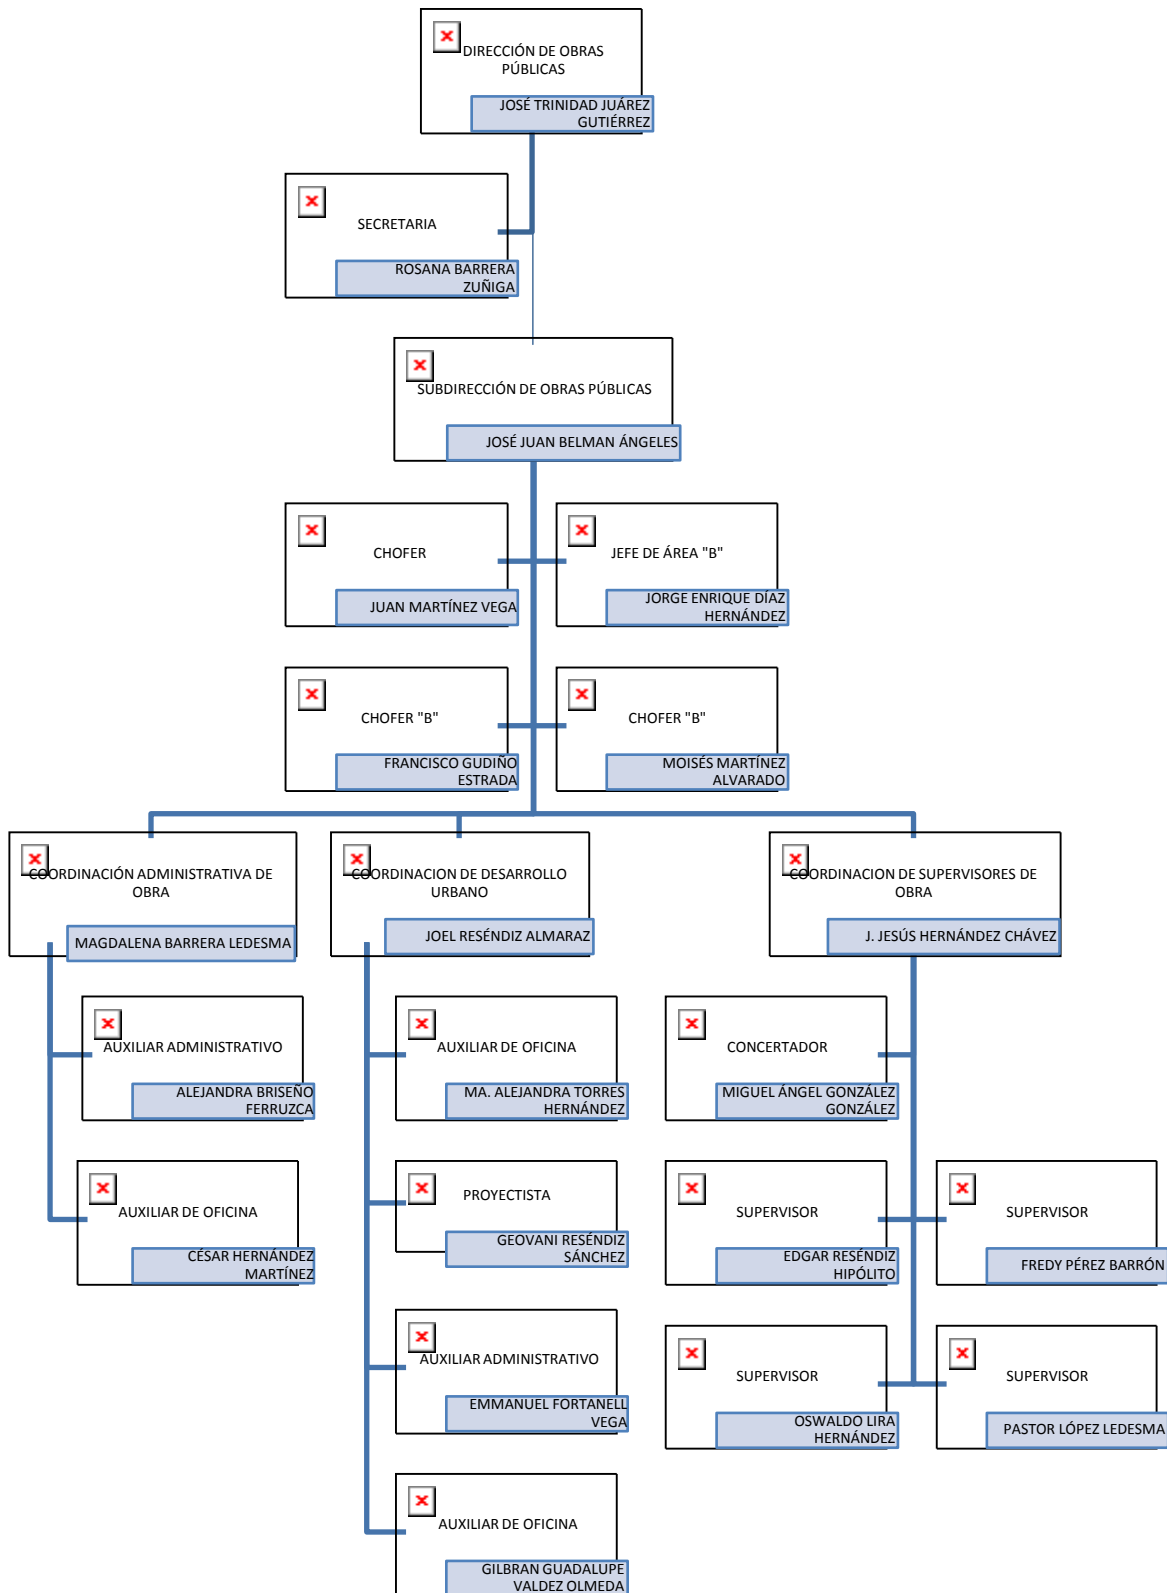 DIRECCIÓN DE OBRAS
PÚBLICAS
JOSÉ TRINIDAD JUÁREZ
GUTIÉRREZ
SECRETARIA
ROSANA BARRERA
ZUÑIGA
SUBDIRECCIÓN DE OBRAS PÚBLICAS
JOSÉ JUAN BELMAN ÁNGELES
CHOFER
JUAN MARTÍNEZ VEGA
JEFE DE ÁREA "B"
JORGE ENRIQUE DÍAZ
HERNÁNDEZ
CHOFER "B"
FRANCISCO GUDIÑO
ESTRADA
CHOFER "B"
MOISÉS MARTÍNEZ
ALVARADO
COORDINACIÓN ADMINISTRATIVA DE
OBRA
MAGDALENA BARRERA LEDESMA
COORDINACION DE DESARROLLO
URBANO
JOEL RESÉNDIZ ALMARAZ
COORDINACION DE SUPERVISORES DE
OBRA
J. JESÚS HERNÁNDEZ CHÁVEZ
AUXILIAR ADMINISTRATIVO
ALEJANDRA BRISEÑO
FERRUZCA
AUXILIAR DE OFICINA
MA. ALEJANDRA TORRES
HERNÁNDEZ
CONCERTADOR
MIGUEL ÁNGEL GONZÁLEZ
GONZÁLEZ
AUXILIAR DE OFICINA
CÉSAR HERNÁNDEZ
MARTÍNEZ
PROYECTISTA
GEOVANI RESÉNDIZ
SÁNCHEZ
SUPERVISOR
EDGAR RESÉNDIZ
HIPÓLITO
SUPERVISOR
FREDY PÉREZ BARRÓN
AUXILIAR ADMINISTRATIVO
EMMANUEL FORTANELL
VEGA
SUPERVISOR
OSWALDO LIRA
HERNÁNDEZ
SUPERVISOR
PASTOR LÓPEZ LEDESMA
AUXILIAR DE OFICINA
GILBRAN GUADALUPE
VALDEZ OLMEDA